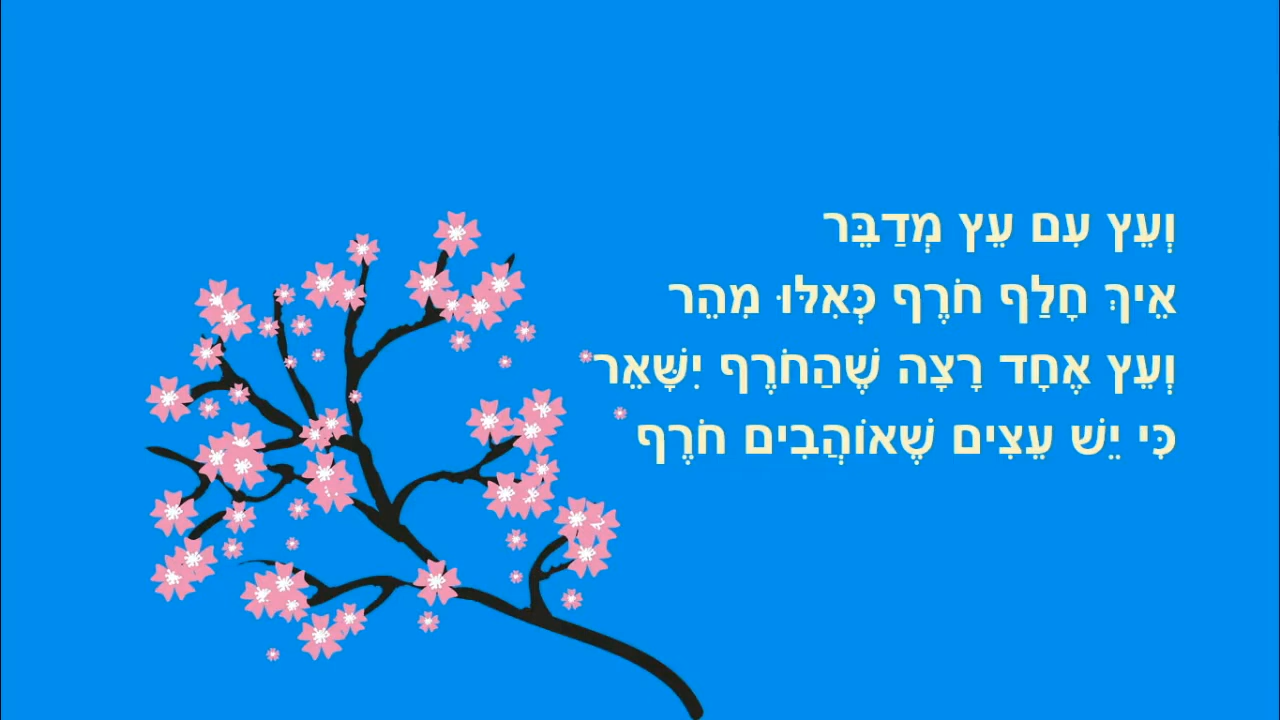 וְעֵץ עִם עֵץ מְדַבֵּר
אֵיךְ חָלַף חֹרֶף כְּאִלּוּ מִהֵר
וְעֵץ אֶחָד רָצָה שֶׁהַחֹרֶף יִשָּׁאֵר
כִּי יֵשׁ עֵצִים שֶׁאוֹהֲבִים חֹרֶף